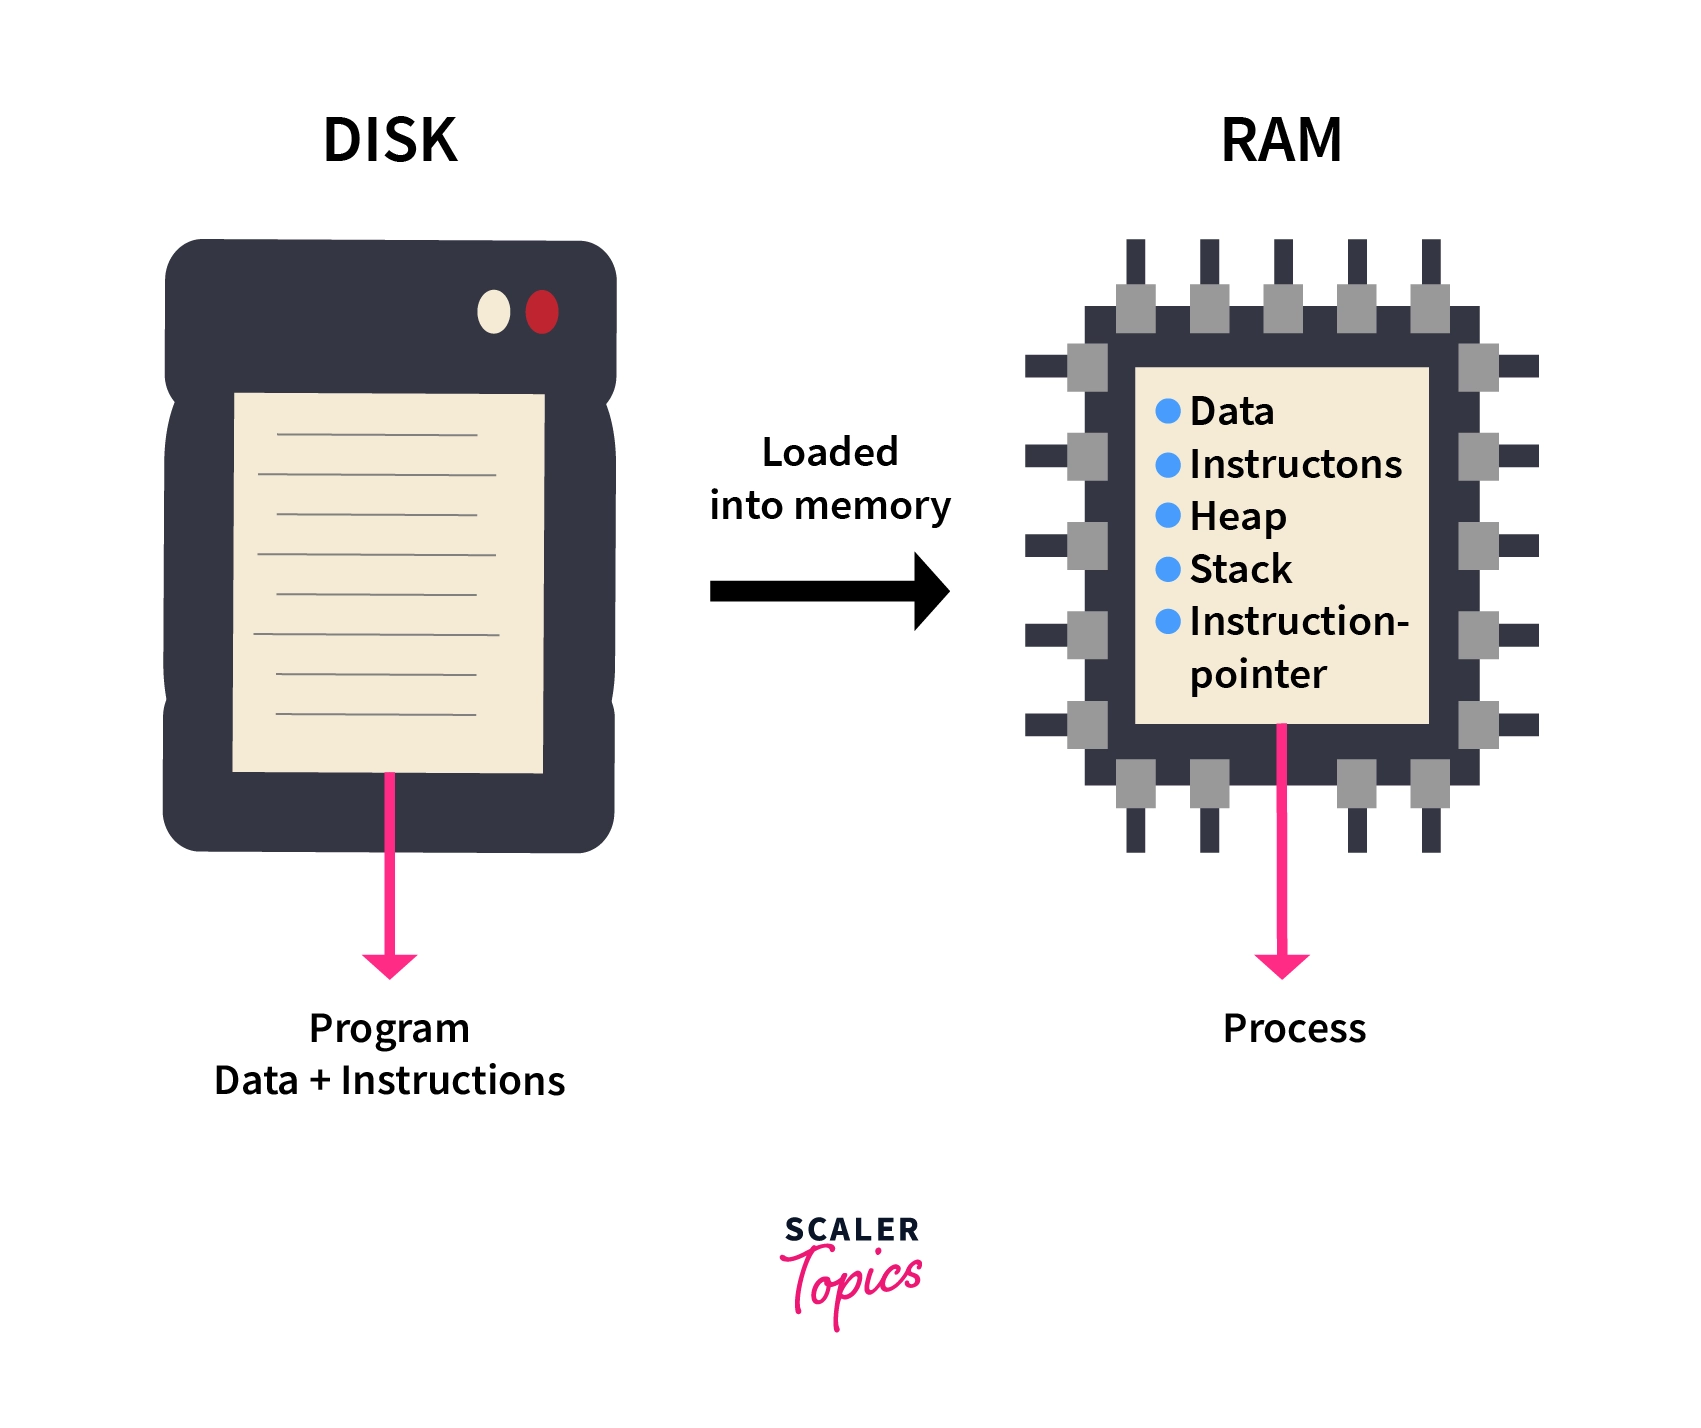 DISK
RAM
Loaded
into memory
Data
Instructons
Heap
Stack
Instruction-
pointer
Program
Data + Instructions
Process
SCALER
Topics